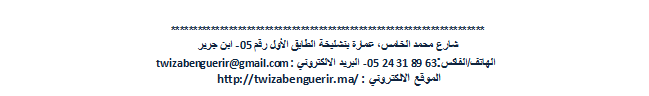 **********************************************************************
شارع محمد الخامس، عمارة بنشليخة الطابق الأول رقم 05- ابن جرير
الهاتف/الفاكس:05 24 31 89 63- البريد الالكتروني : twizabenguerir@gmail.com
الموقع الالكتروني : http://twizabenguerir.ma/